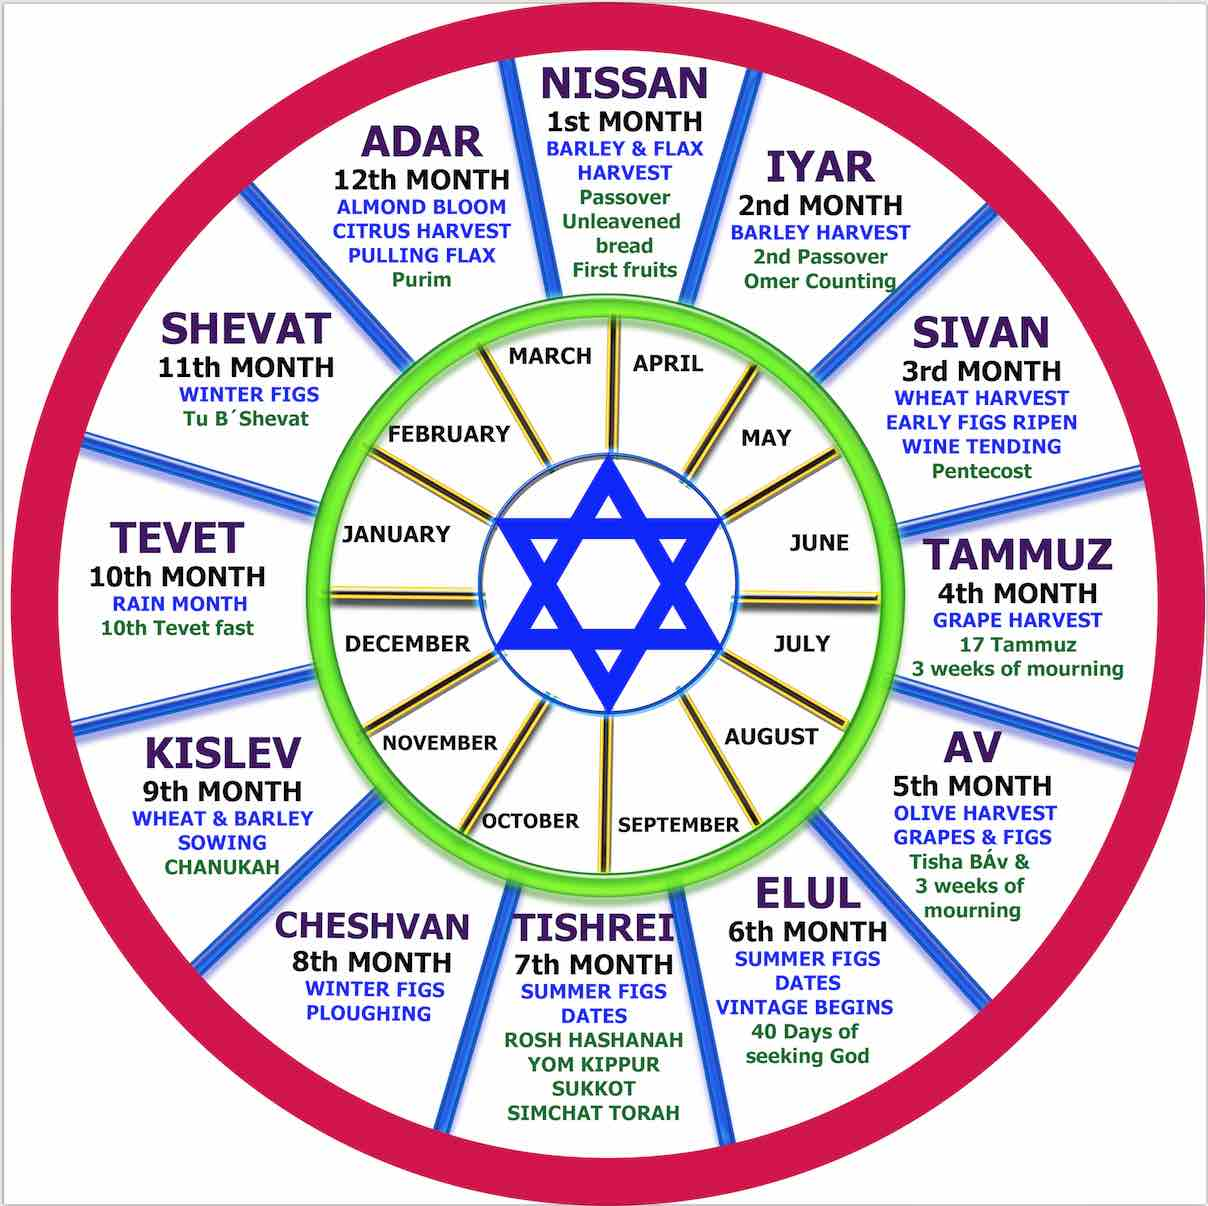 NISSAN
1st MONTH
BARLEY & FLAX
HARVEST
Passover
Unleavened
bread
First fruits
IYAR
2nd MONTH
BARLEY HARVEST
2nd Passover
Omer Counting
SIVAN
3rd MONTH
WHEAT HARVEST
EARLY FIGS RIPEN
WINE TENDING
Pentecost
TAMMUZ
4th MONTH
GRAPE HARVEST
17 Tammuz
3 weeks of mourning
AV
5th MONTH
OLIVE HARVEST
GRAPES & FIGS
Tisha BÁv &
3 weeks of
mourning
ELUL
6th MONTH
SUMMER FIGS
DATES
VINTAGE BEGINS
40 Days of
seeking God
TISHREI
7th MONTH
SUMMER FIGS
DATES
ROSH HASHANAH
YOM KIPPUR
SUKKOT
SIMCHAT TORAH
CHESHVAN
8th MONTH
WINTER FIGS
PLOUGHING
KISLEV
9th MONTH
WHEAT & BARLEY
SOWING
CHANUKAH
TEVET
10th MONTH
RAIN MONTH
10th Tevet fast
SHEVAT
11th MONTH
WINTER FIGS
Tu B´Shevat
ADAR
12th MONTH
ALMOND BLOOM
CITRUS HARVEST
PULLING FLAX
Purim
MARCH
APRIL
MAY
JUNE
JULY
AUGUST
SEPTEMBER
OCTOBER
NOVEMBER
DECEMBER
JANUARY
FEBRUARY